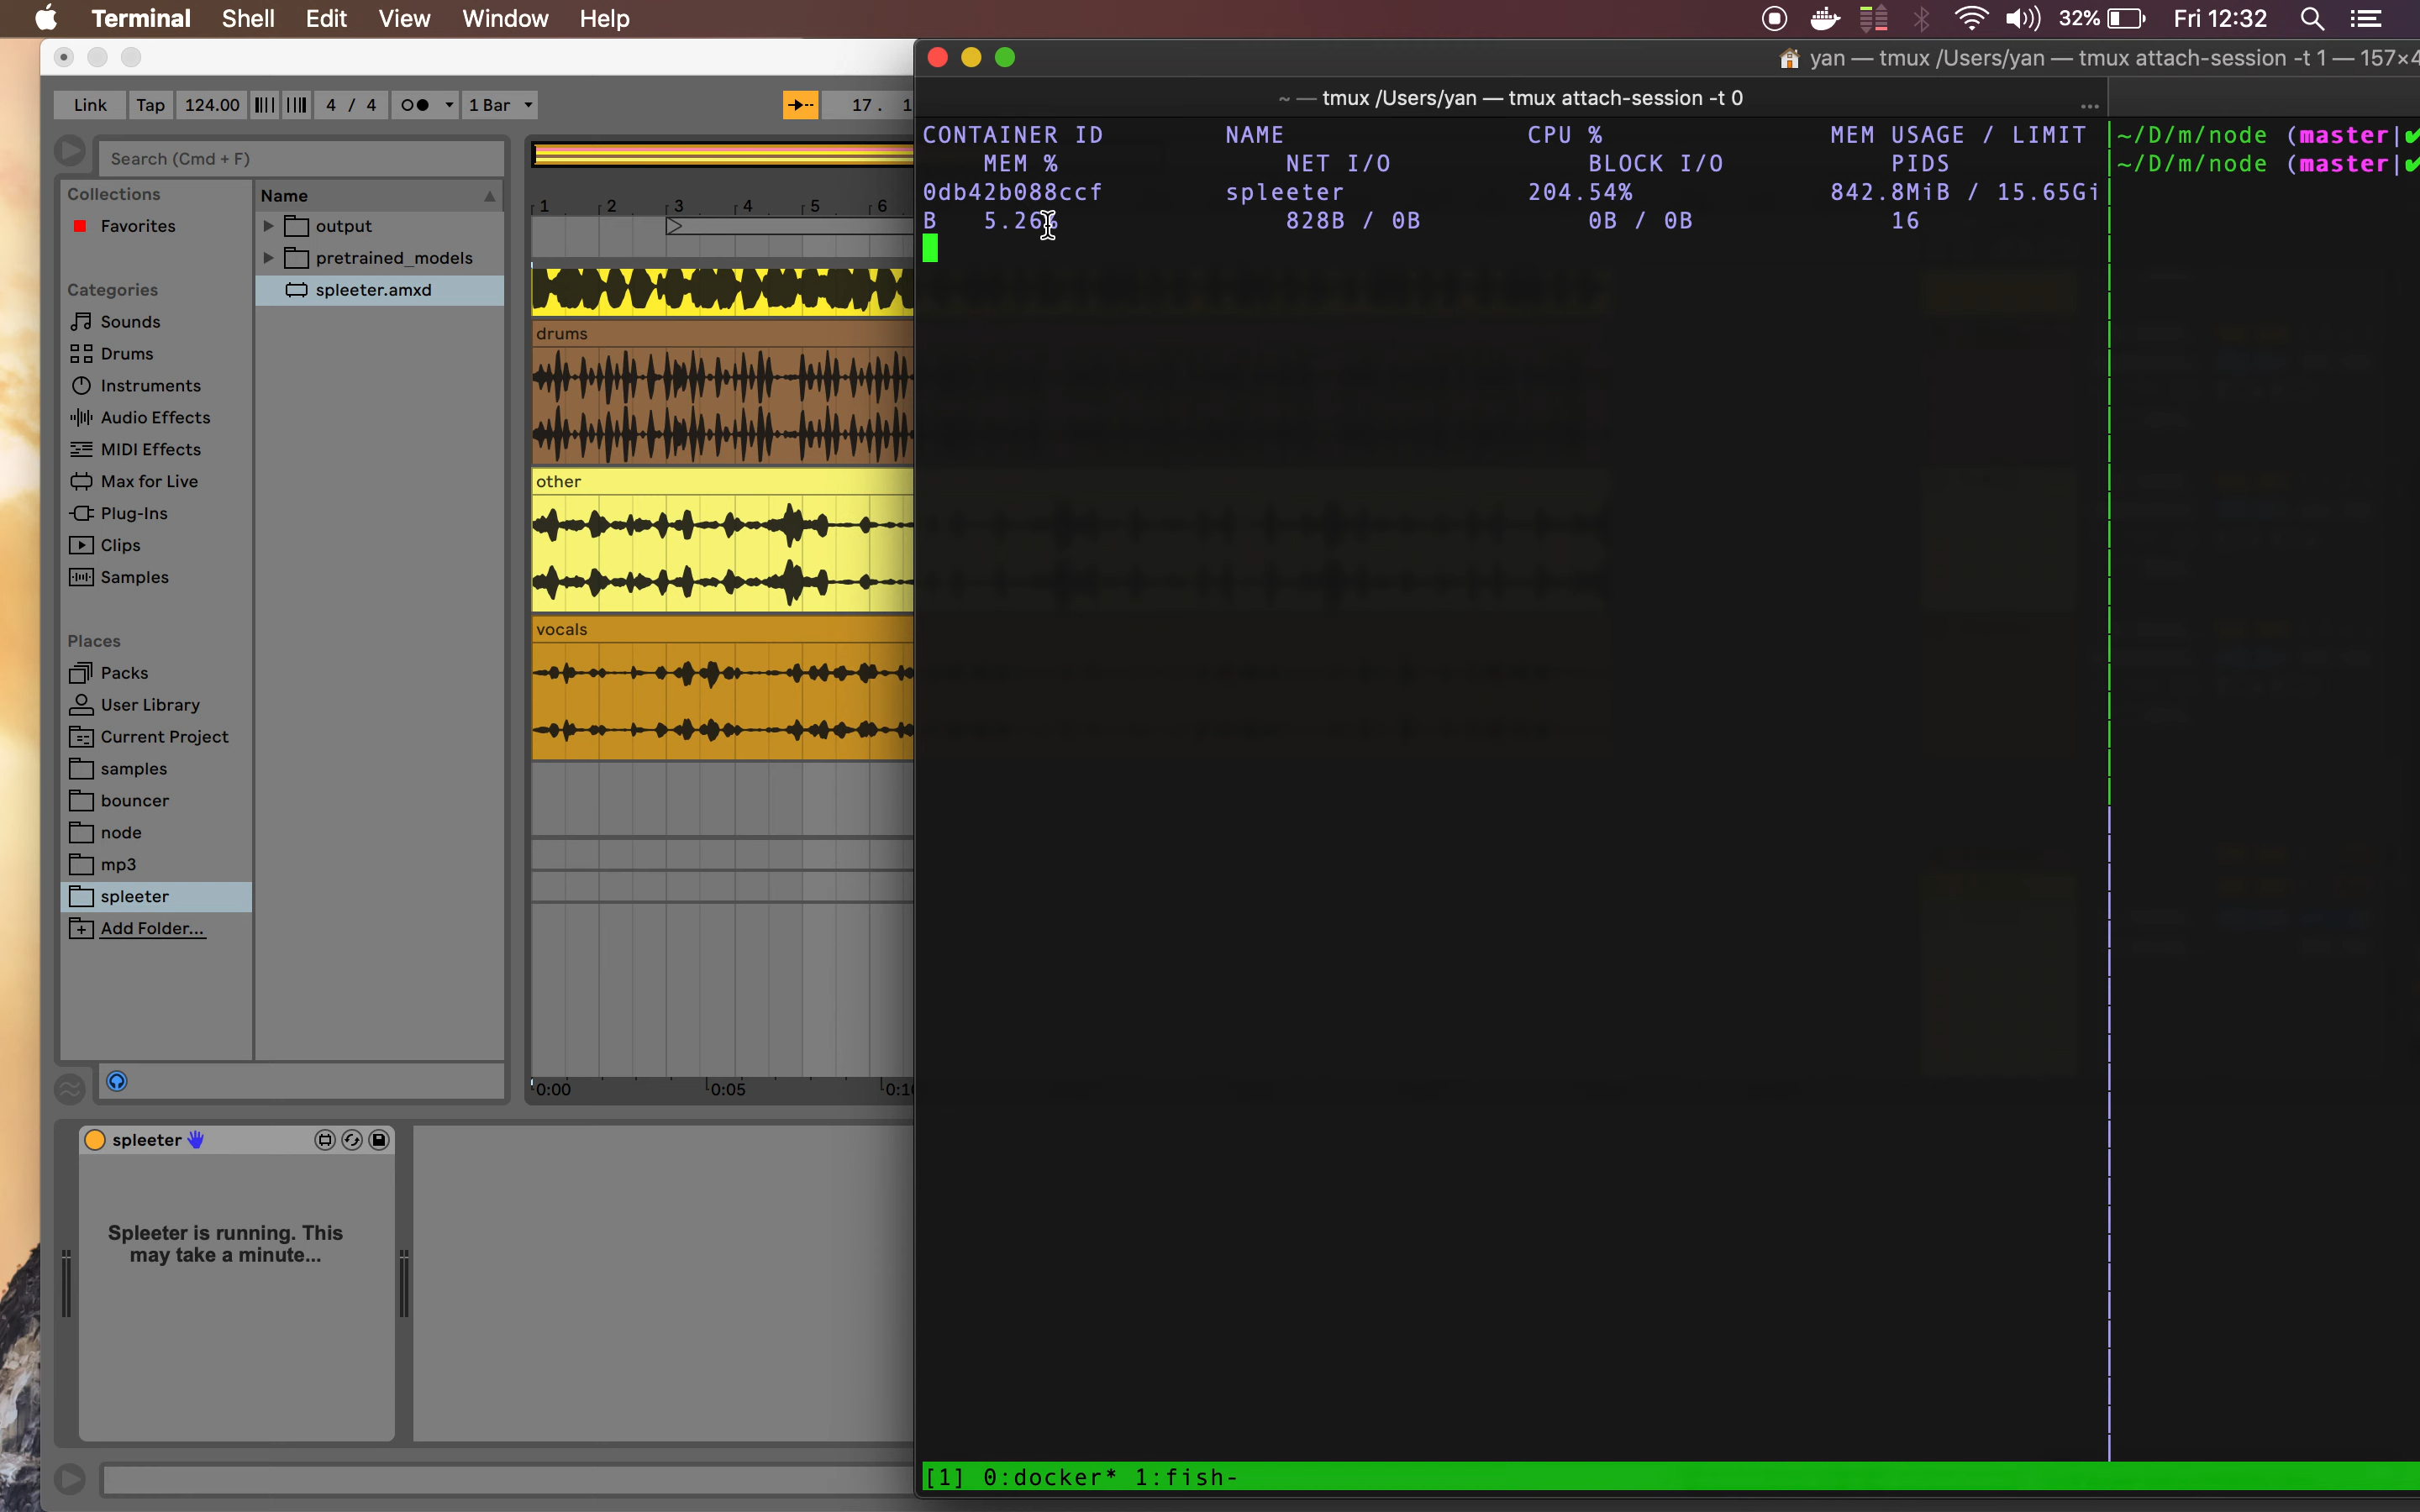 Terminal Shell Edit View Window Help
32% Fri 12:32
yan — tmux /Users/yan — tmux attach-session -t 1 — 157×4
Link Tap 124.00 4 / 4 1 Bar 17. 1
~ — tmux /Users/yan — tmux attach-session -t 0 ...
Search (Cmd + F)
Collections
Favorites
Categories
Sounds
Drums
Instruments
Audio Effects
MIDI Effects
Max for Live
Plug-Ins
Clips
Samples
Places
Packs
User Library
Current Project
samples
bouncer
node
mp3
spleeter
Add Folder...
Name
output
pretrained_models
spleeter.amxd
1 2 3 4 5 6
drums
other
vocals
0:00 0:05 0:1
spleeter
Spleeter is running. This
may take a minute...
CONTAINER ID NAME CPU % MEM USAGE / LIMIT
MEM % NET I/O BLOCK I/O PIDS
0db42b088ccf spleeter 204.54% 842.8MiB / 15.65Gi
B 5.26% 828B / 0B 0B / 0B 16
~/D/m/node (master|✔
~/D/m/node (master|✔
[1] 0:docker* 1:fish-